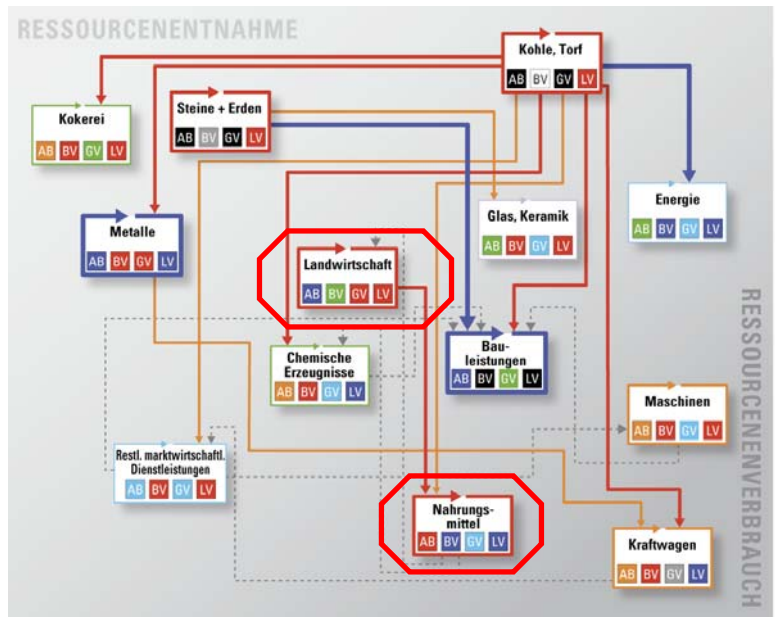 RESSOURCENENTNAHME
Kohle, Torf
AB BV GV LV
Steine + Erden
AB BV GV LV
Kokerei
AB BV GV LV
Energie
AB BV GV LV
Glas, Keramik
AB BV GV LV
Metalle
AB BV GV LV
Landwirtschaft
AB BV GV LV
Chemische
Erzeugnisse
AB BV GV LV
Bau-
leistungen
AB BV GV LV
Maschinen
AB BV GV LV
Restl. marktwirtschaftl.
Dienstleistungen
AB BV GV LV
Nahrungs-
mittel
AB BV GV LV
Kraftwagen
AB BV GV LV
RESSOURCENENVERBRAUCH